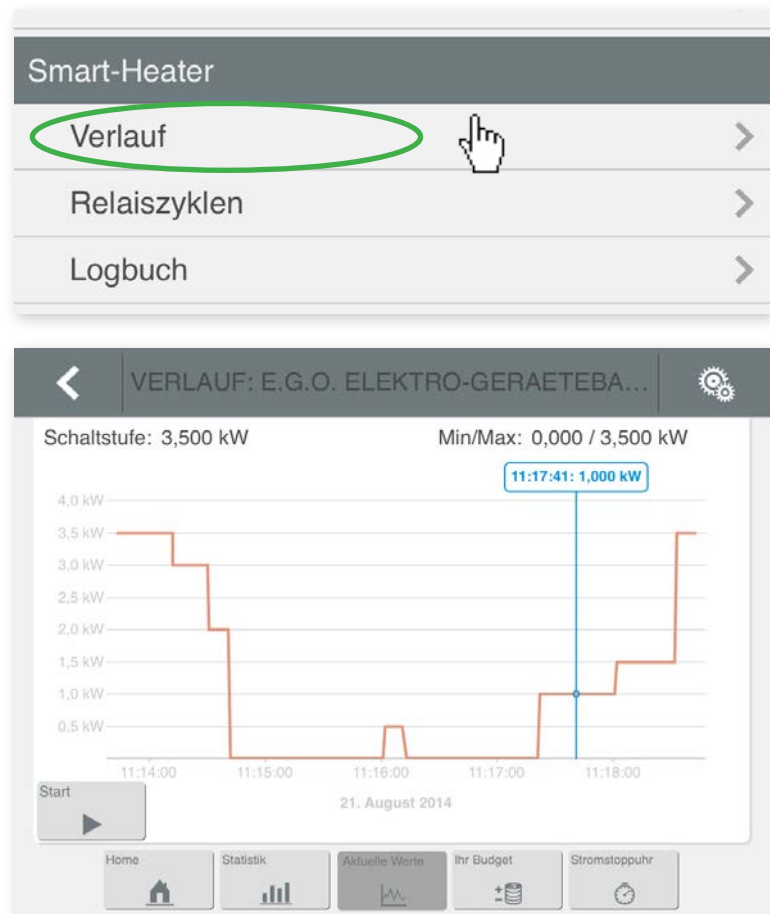 Smart-Heater
Verlauf
Relaiszyklen
Logbuch
VERLAUF: E.G.O. ELEKTRO-GERAETEBA...
Schaltstufe: 3,500 kW Min/Max: 0,000 / 3,500 kW
11:17:41: 1,000 kW
4,0 kW
3,5 kW
3,0 kW
2,5 kW
2,0 kW
1,5 kW
1,0 kW
0,5 kW
11:14:00 11:15:00 11:16:00 11:17:00 11:18:00
21. August 2014
Start
Home Statistik Aktuelle Werte Ihr Budget Stromstoppuhr